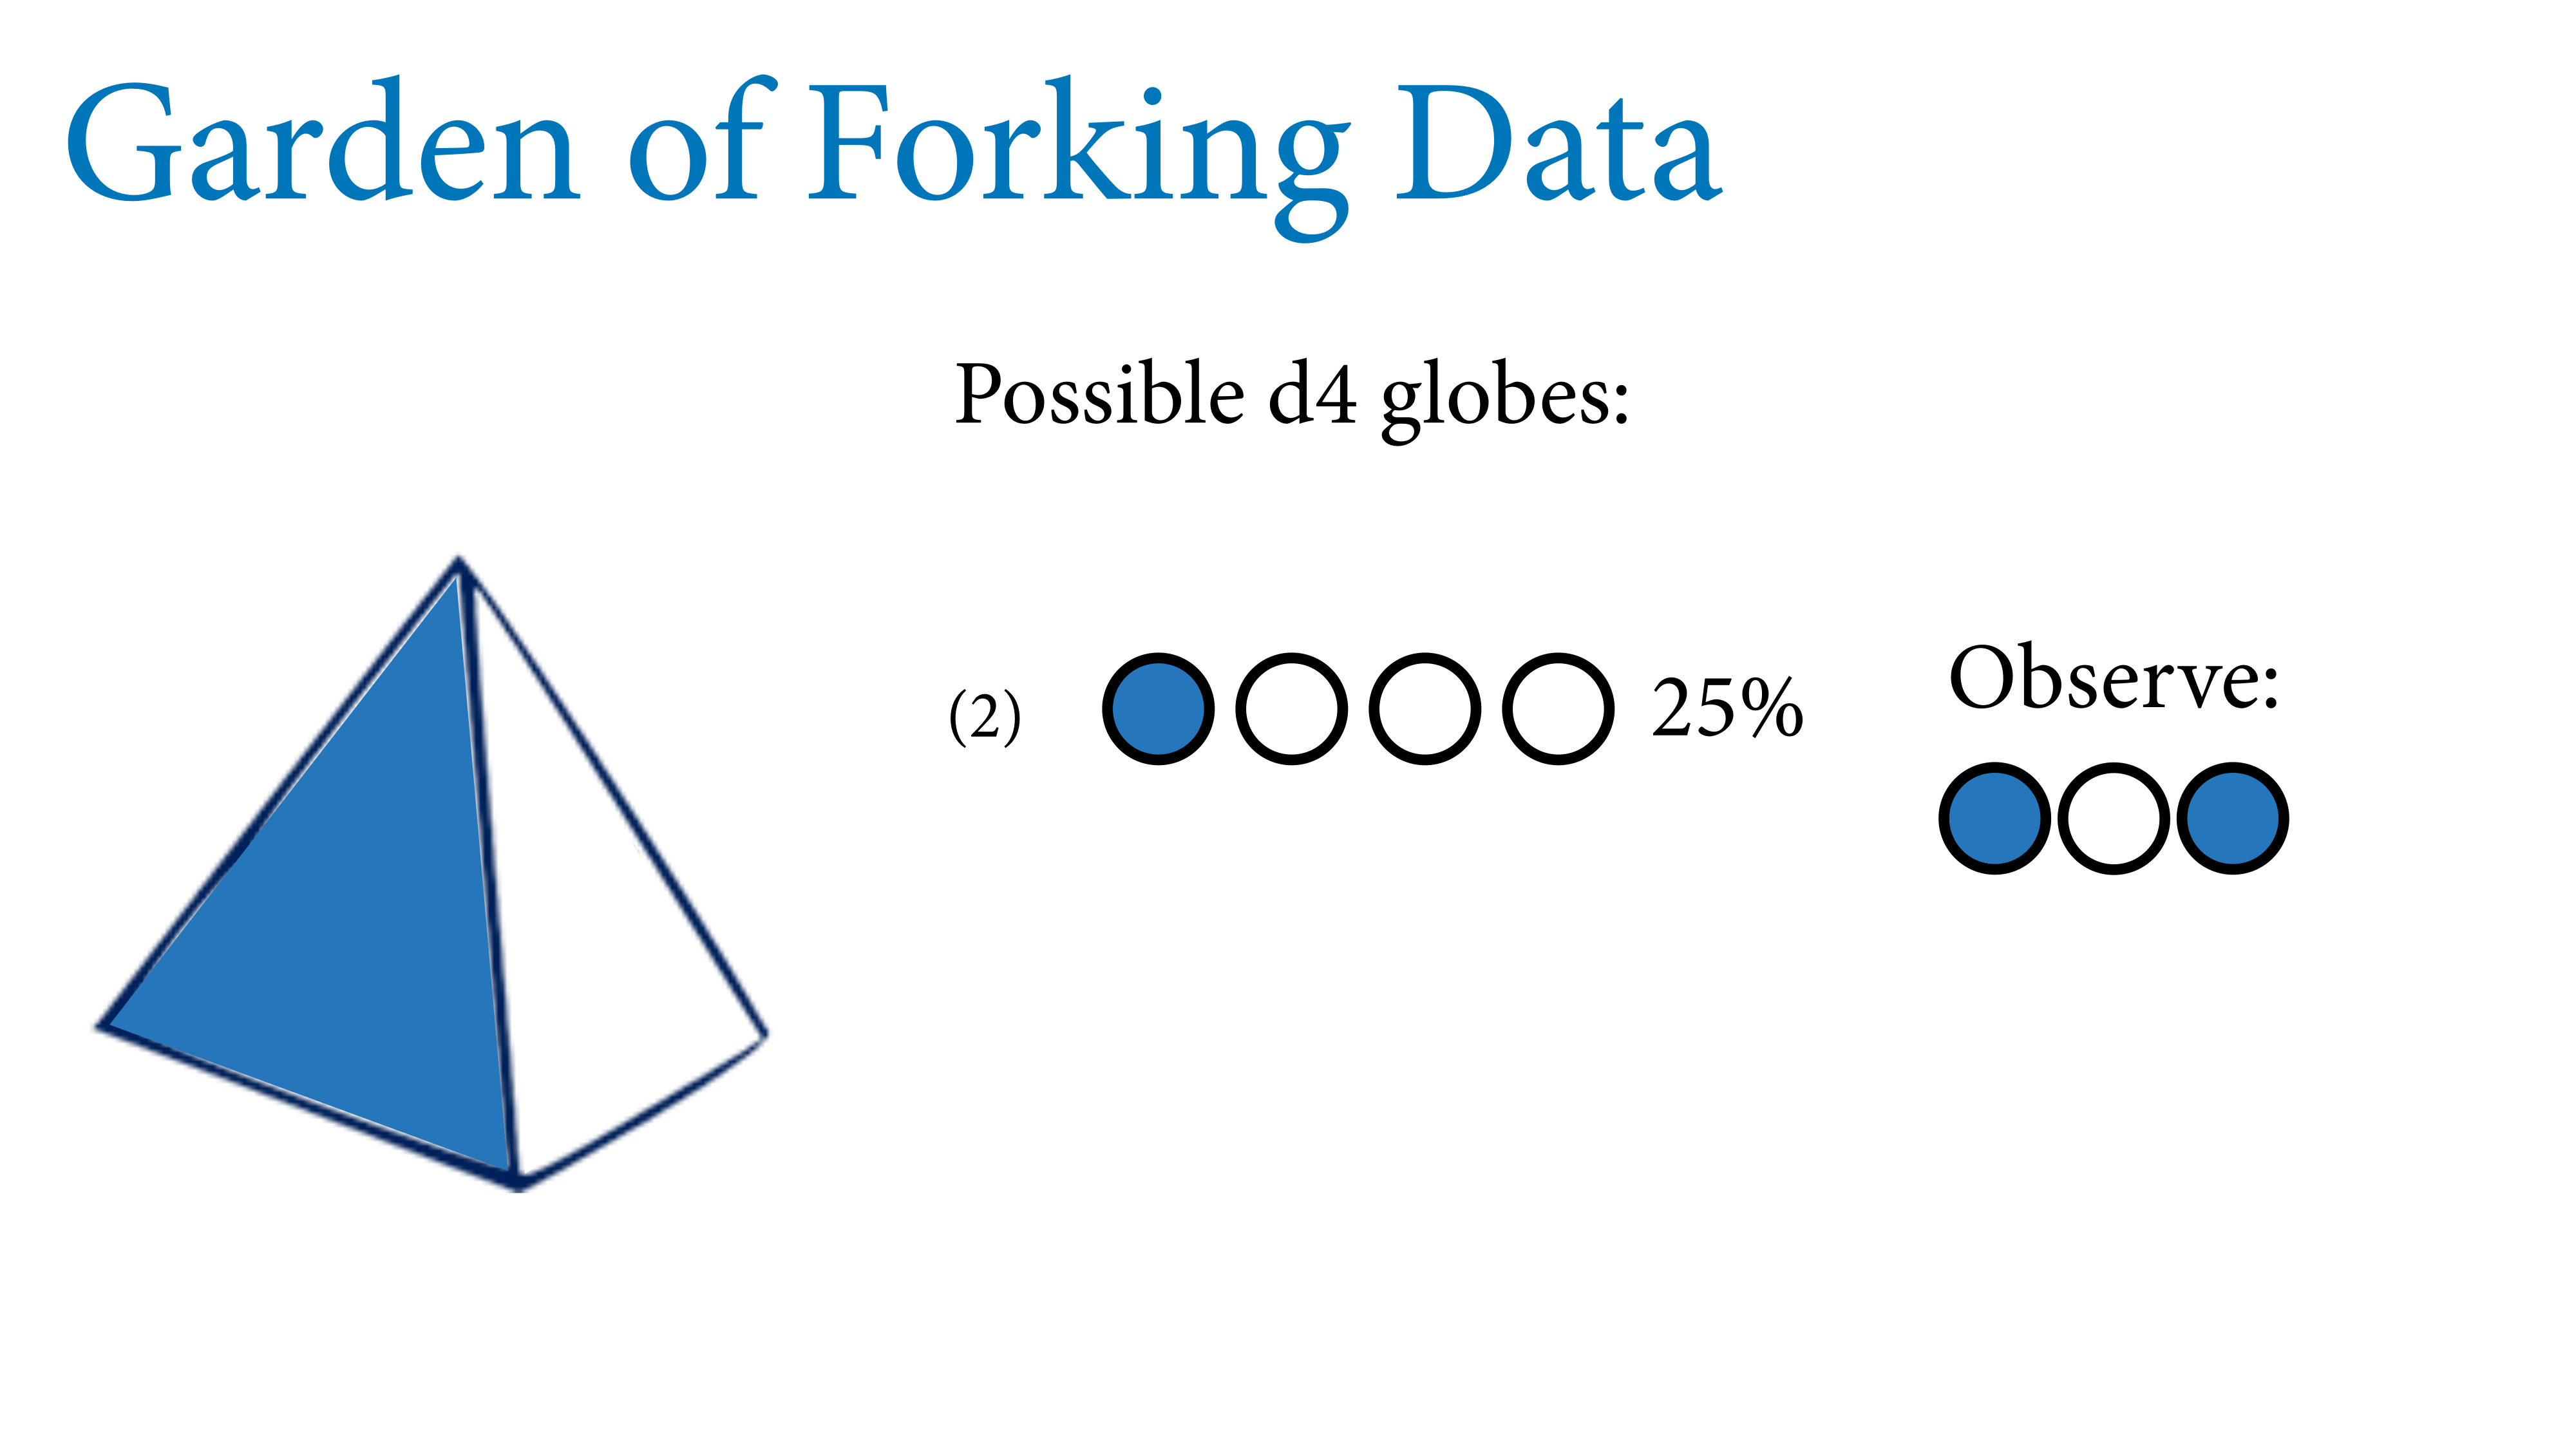 Garden of Forking Data
Possible d4 globes:
(2) 25%
Observe: